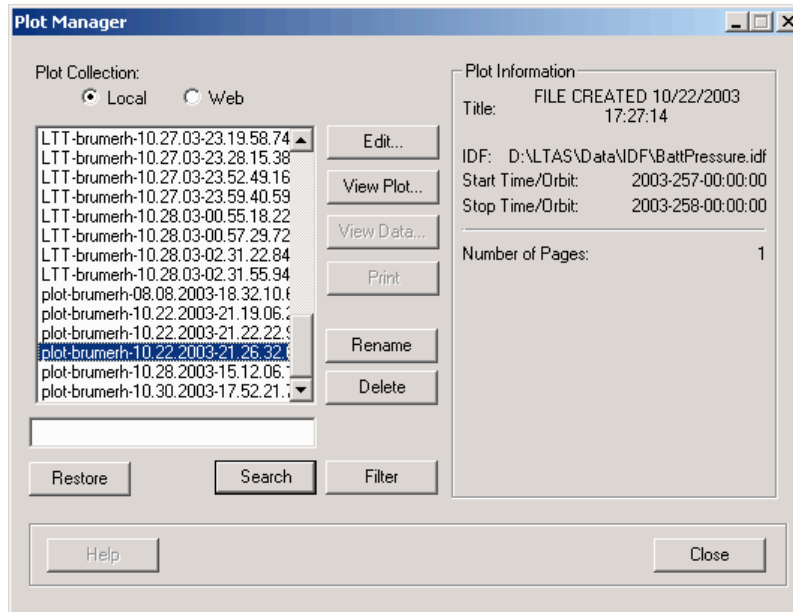 Plot Manager
Plot Collection:
Local
Web
LTT-brumerh-10.27.03-23.19.58.74
LTT-brumerh-10.27.03-23.28.15.38
LTT-brumerh-10.27.03-23.52.49.16
LTT-brumerh-10.27.03-23.59.40.59
LTT-brumerh-10.28.03-00.55.18.22
LTT-brumerh-10.28.03-00.57.29.72
LTT-brumerh-10.28.03-02.31.22.84
LTT-brumerh-10.28.03-02.31.55.94
plot-brumerh-08.08.2003-18.32.10.
plot-brumerh-10.22.2003-21.19.06.
plot-brumerh-10.22.2003-21.22.22.
plot-brumerh-10.22.2003-21.26.32.
plot-brumerh-10.28.2003-15.12.06.
plot-brumerh-10.30.2003-17.52.21.
Edit...
View Plot...
View Data...
Print
Rename
Delete
Restore
Search
Filter
Plot Information
Title: FILE CREATED 10/22/2003
17:27:14
IDF: D:\LTAS\Data\IDF\BattPressure.idf
Start Time/Orbit: 2003-257-00:00:00
Stop Time/Orbit: 2003-258-00:00:00
Number of Pages: 1
Help
Close